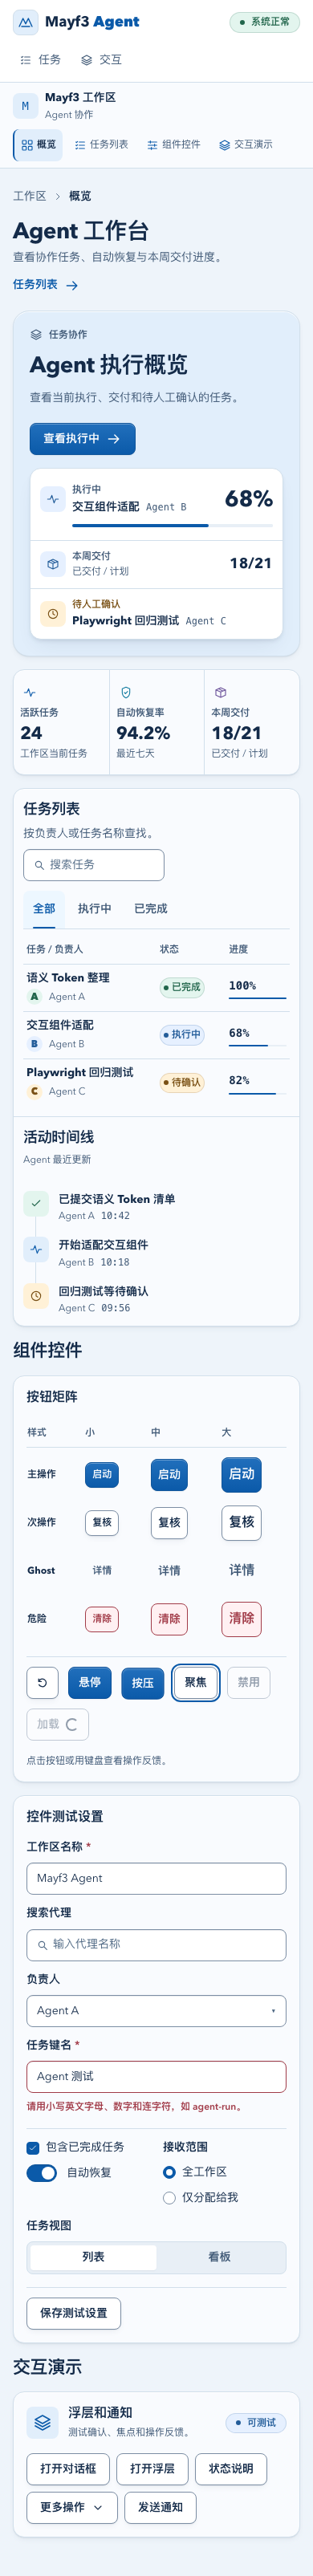 Mayf3 Agent
系统正常
任务
交互
M
Mayf3 工作区
Agent 协作
概览
任务列表
组件控件
交互演示
工作区 > 概览
Agent 工作台
查看协作任务、自动恢复与本周交付进度。
任务列表 →
任务协作
Agent 执行概览
查看当前执行、交付和待人工确认的任务。
查看执行中 →
执行中
交互组件适配 Agent B
68%
本周交付
已交付 / 计划
18/21
待人工确认
Playwright 回归测试 Agent C
活跃任务
24
工作区当前任务
自动恢复率
94.2%
最近七天
本周交付
18/21
已交付 / 计划
任务列表
按负责人或任务名称查找。
搜索任务
全部 执行中 已完成
任务 / 负责人 状态 进度
语义 Token 整理
A Agent A
已完成
100%
交互组件适配
B Agent B
执行中
68%
Playwright 回归测试
C Agent C
待确认
82%
活动时间线
Agent 最近更新
已提交语义 Token 清单
Agent A 10:42
开始适配交互组件
Agent B 10:18
回归测试等待确认
Agent C 09:56
组件控件
按钮矩阵
样式 小 中 大
主操作 启动 启动 启动
次操作 复核 复核 复核
Ghost 详情 详情 详情
危险 清除 清除 清除
悬停 按压 聚焦 禁用
加载
点击按钮或用键盘查看操作反馈。
控件测试设置
工作区名称 *
Mayf3 Agent
搜索代理
输入代理名称
负责人
Agent A
任务键名 *
Agent 测试
请用小写英文字母、数字和连字符，如 agent-run。
包含已完成任务
自动恢复
接收范围
全工作区
仅分配给我
任务视图
列表 看板
保存测试设置
交互演示
浮层和通知
测试确认、焦点和操作反馈。
可测试
打开对话框 打开浮层 状态说明
更多操作 发送通知